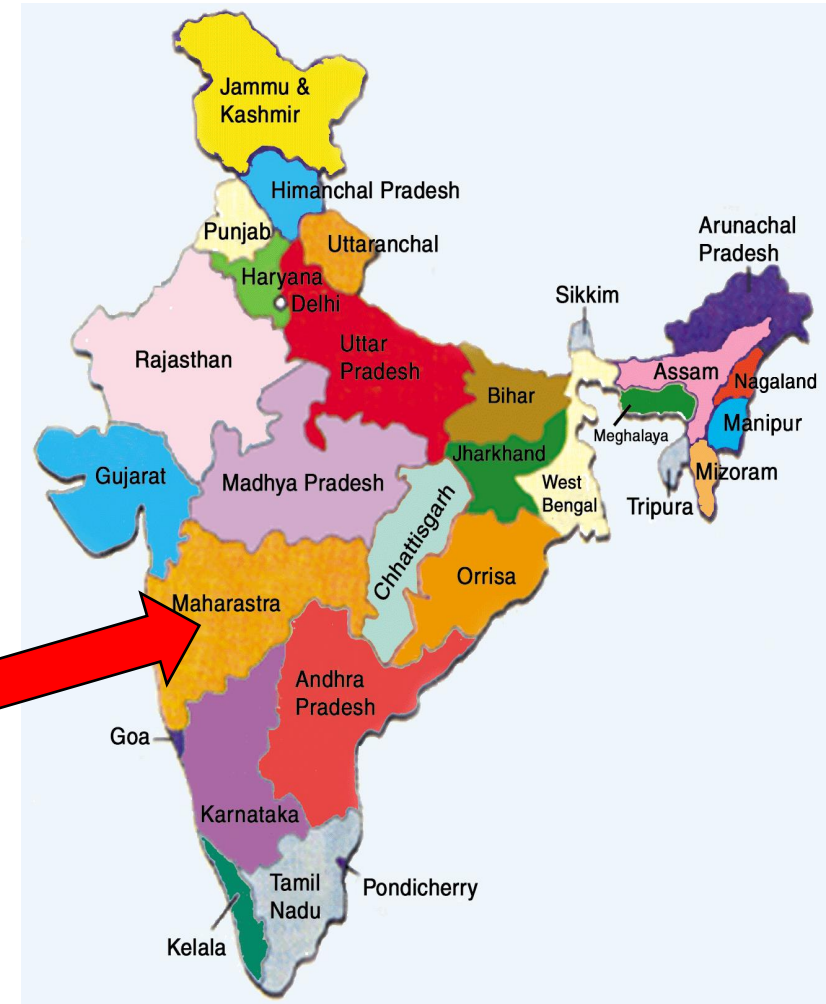 Jammu &
Kashmir
Himanchal Pradesh
Punjab
Uttaranchal
Arunachal
Pradesh
Haryana
Delhi
Sikkim
Uttar
Pradesh
Rajasthan
Assam
Nagaland
Bihar
Manipur
Meghalaya
Jharkhand
Gujarat
Madhya Pradesh
Mizoram
West
Bengal
Tripura
Chhattisgarh
Orrisa
Maharastra
Andhra
Pradesh
Goa
Karnataka
Tamil
Nadu
Pondicherry
Kelala